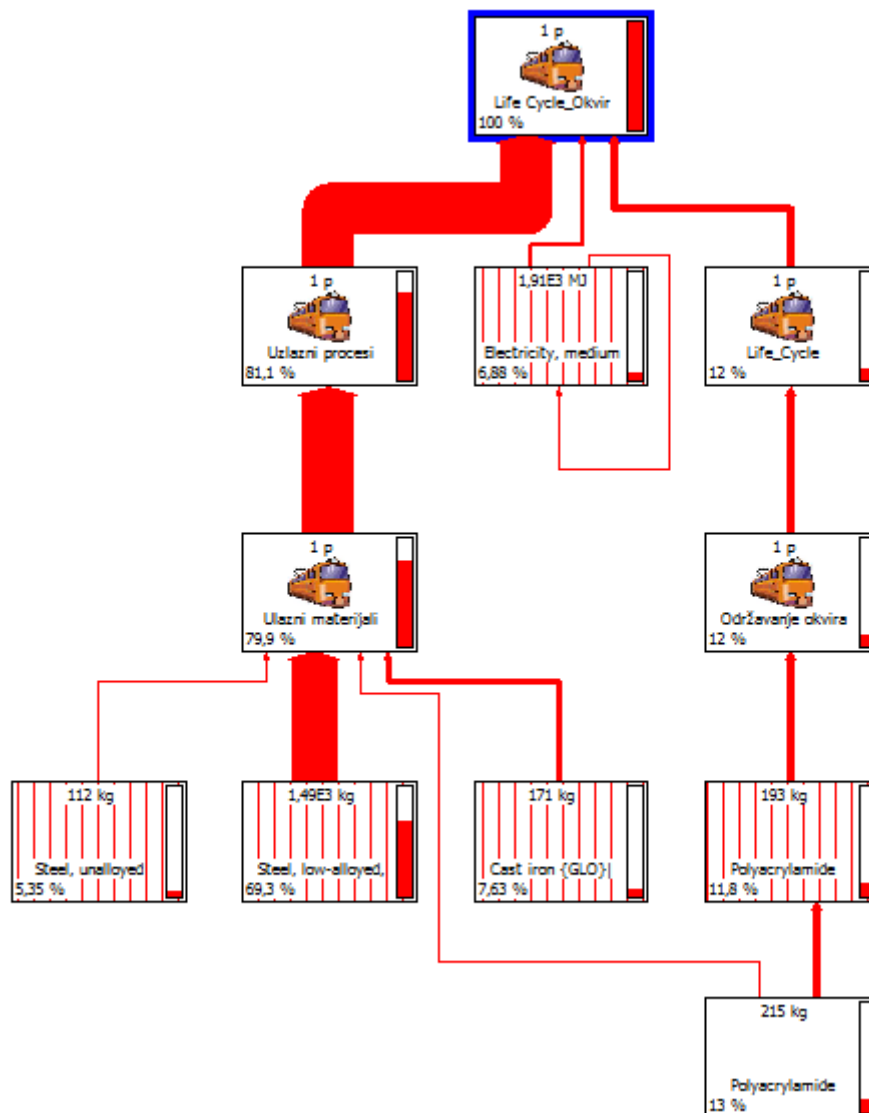 1 p
Life Cycle_Okvir
100 %
1 p
Uzlazni procesi
81,1 %
1,91E3 MJ
Electricity, medium
6,88 %
1 p
Life_Cycle
12 %
1 p
Ulazni materijali
79,9 %
1 p
Održavanje okvira
12 %
112 kg
Steel, unalloyed
5,35 %
1,49E3 kg
Steel, low-alloyed,
69,3 %
171 kg
Cast iron {GLO}|
7,63 %
193 kg
Polyacrylamide
11,8 %
215 kg
Polyacrylamide
13 %